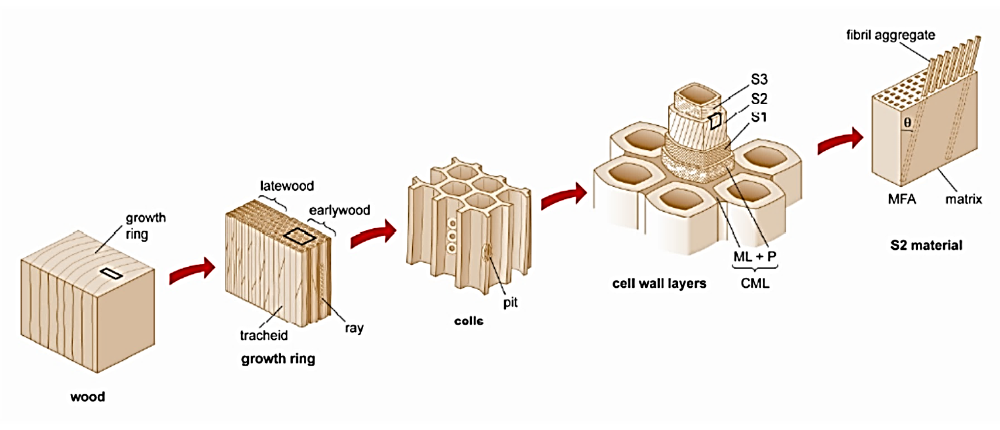 growth
ring
wood
latewood
earlywood
tracheid
ray
growth ring
pit
colls
S3
S2
S1
ML + P
CML
cell wall layers
fibril aggregate
θ
MFA
matrix
S2 material